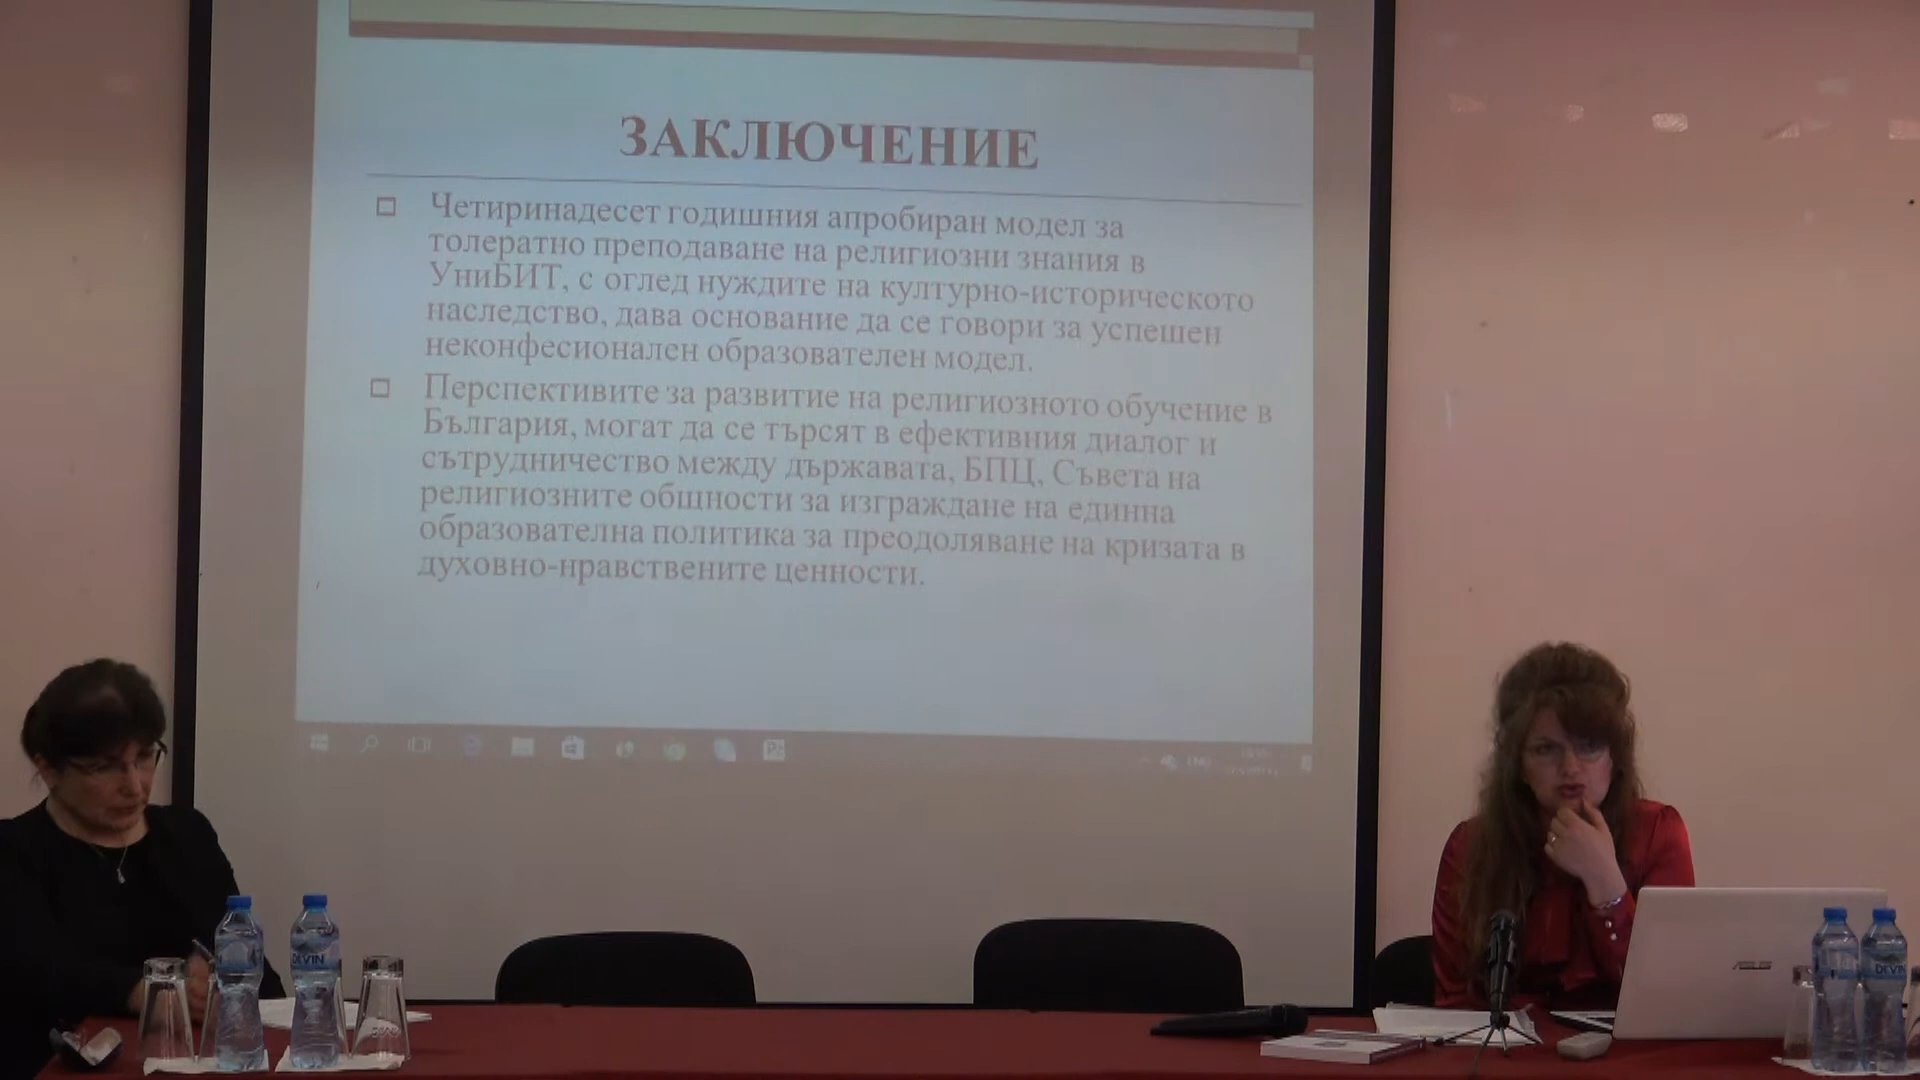 ЗАКЛЮЧЕНИЕ
Четиринадесет годишния апробиран модел за
толератно преподаване на религиозни знания в
УниБИТ, с оглед нуждите на културно-историческото
наследство, дава основание да се говори за успешен
неконфесионален образователен модел.
Перспективите за развитие на религиозното обучение в
България, могат да се търсят в ефективния диалог и
сътрудничество между държавата, БПЦ, Съвета на
религиозните общности за изграждане на единна
образователна политика за преодоляване на кризата в
духовно-нравствените ценности.
ENG
DEVIN
ASUS
DEVIN